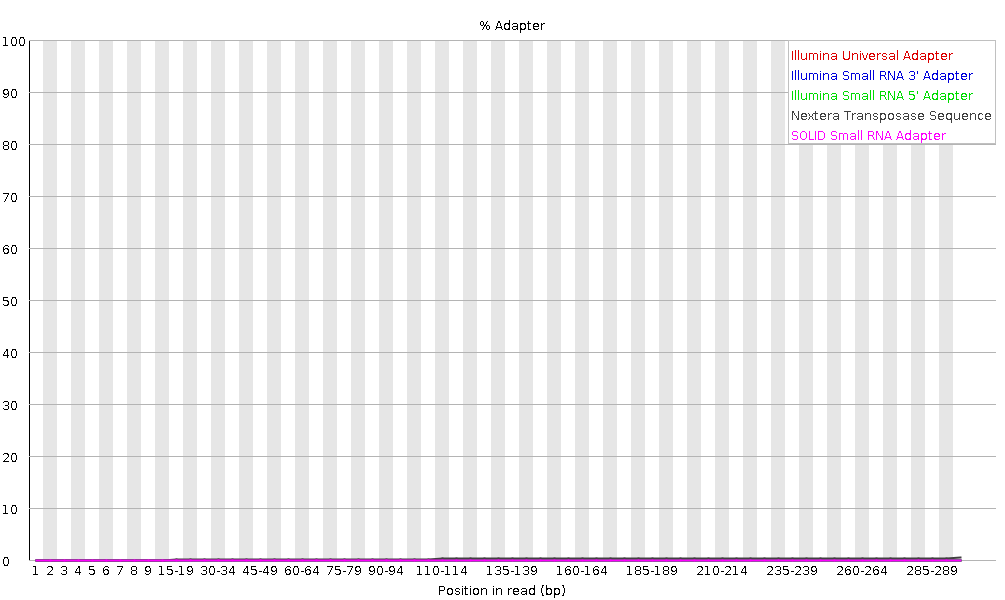 % Adapter
100
90
80
70
60
50
40
30
20
10
0
Illumina Universal Adapter
Illumina Small RNA 3' Adapter
Illumina Small RNA 5' Adapter
Nextera Transposase Sequence
SOLID Small RNA Adapter
1 2 3 4 5 6 7 8 9 15-19 30-34 45-49 60-64 75-79 90-94 110-114 135-139 160-164 185-189 210-214 235-239 260-264 285-289
Position in read (bp)